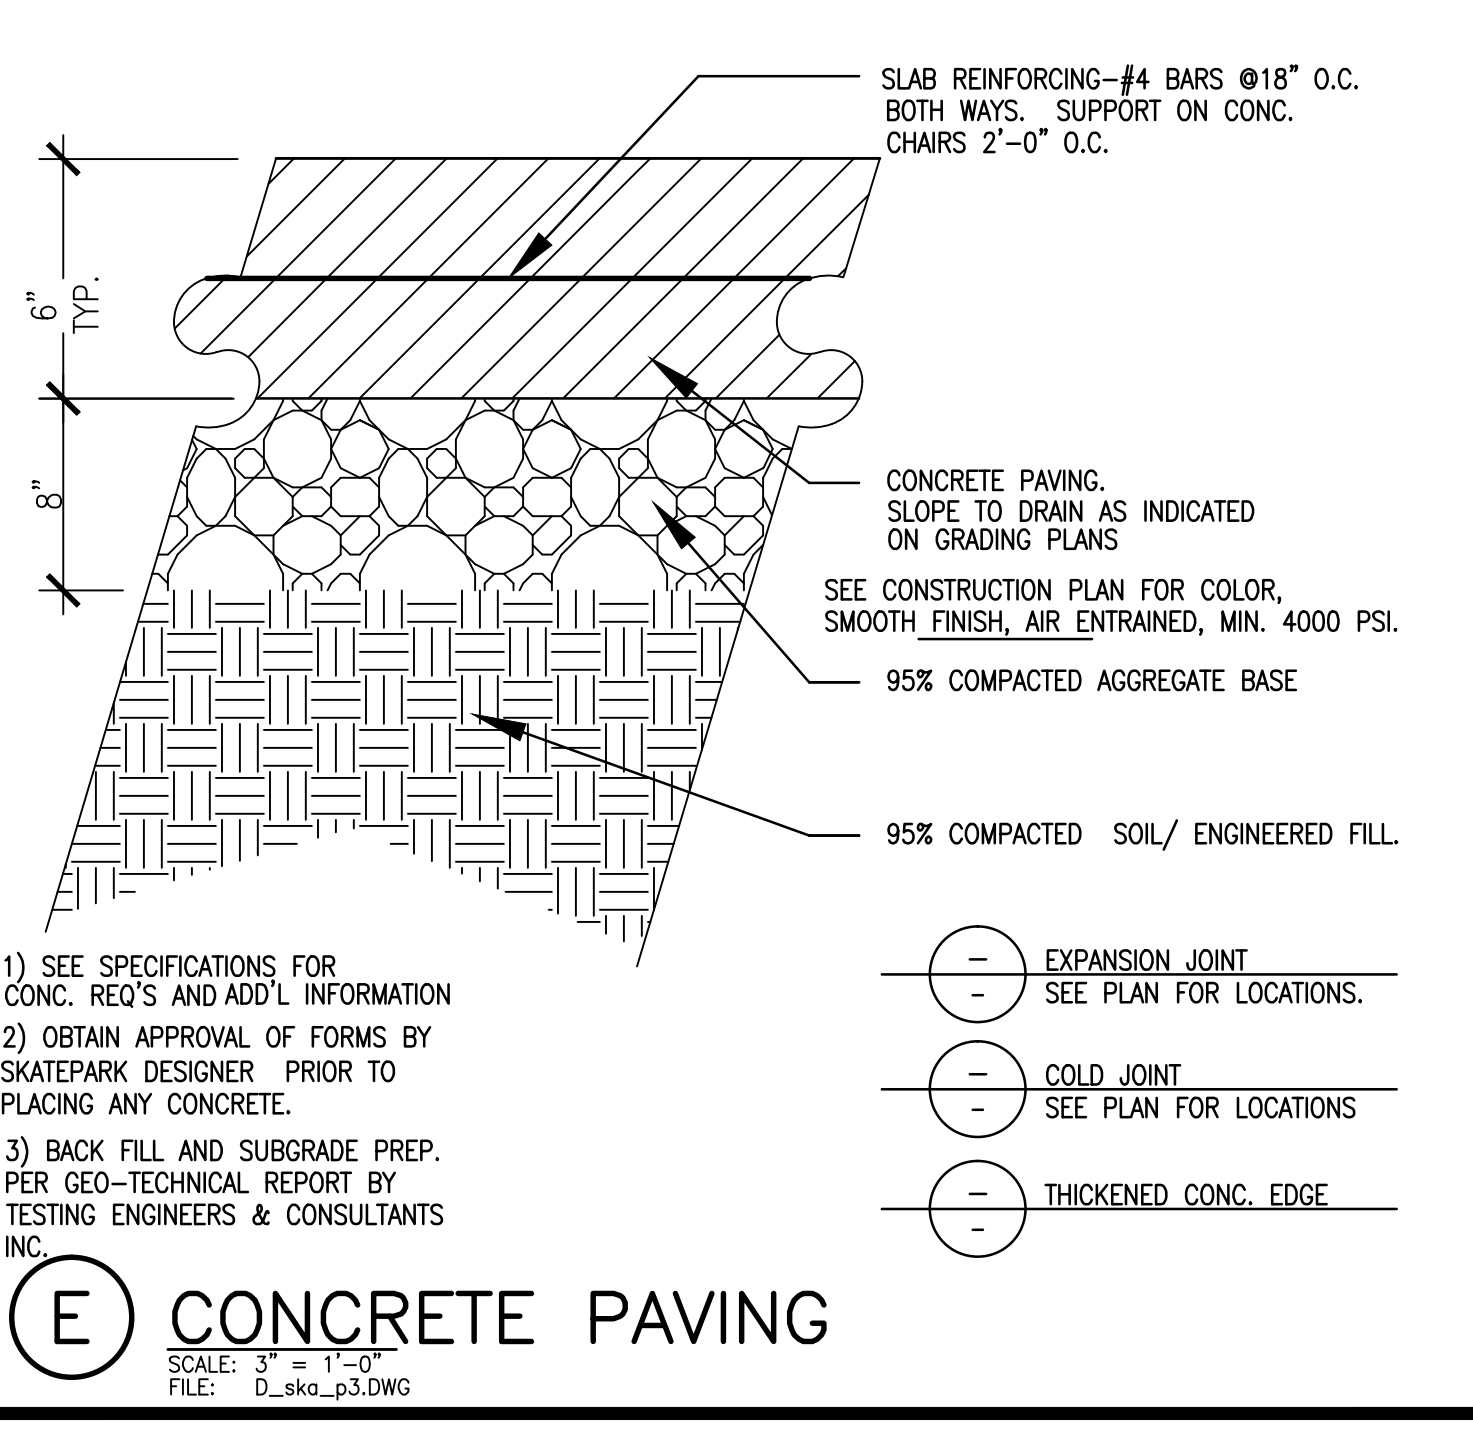 SLAB REINFORCING-#4 BARS @18" O.C.
BOTH WAYS. SUPPORT ON CONC.
CHAIRS 2'-0" O.C.
6"
TYP.
8"
CONCRETE PAVING.
SLOPE TO DRAIN AS INDICATED
ON GRADING PLANS
SEE CONSTRUCTION PLAN FOR COLOR,
SMOOTH FINISH, AIR ENTRAINED, MIN. 4000 PSI.
95% COMPACTED AGGREGATE BASE
95% COMPACTED SOIL/ ENGINEERED FILL.
1) SEE SPECIFICATIONS FOR
CONC. REQ'S AND ADD'L INFORMATION
2) OBTAIN APPROVAL OF FORMS BY
SKATEPARK DESIGNER PRIOR TO
PLACING ANY CONCRETE.
3) BACK FILL AND SUBGRADE PREP.
PER GEO-TECHNICAL REPORT BY
TESTING ENGINEERS & CONSULTANTS
INC.
-
EXPANSION JOINT
-
SEE PLAN FOR LOCATIONS.
-
COLD JOINT
-
SEE PLAN FOR LOCATIONS
-
THICKENED CONC. EDGE
-
E CONCRETE PAVING
SCALE: 3" = 1'-0"
FILE: D_ska_p3.DWG